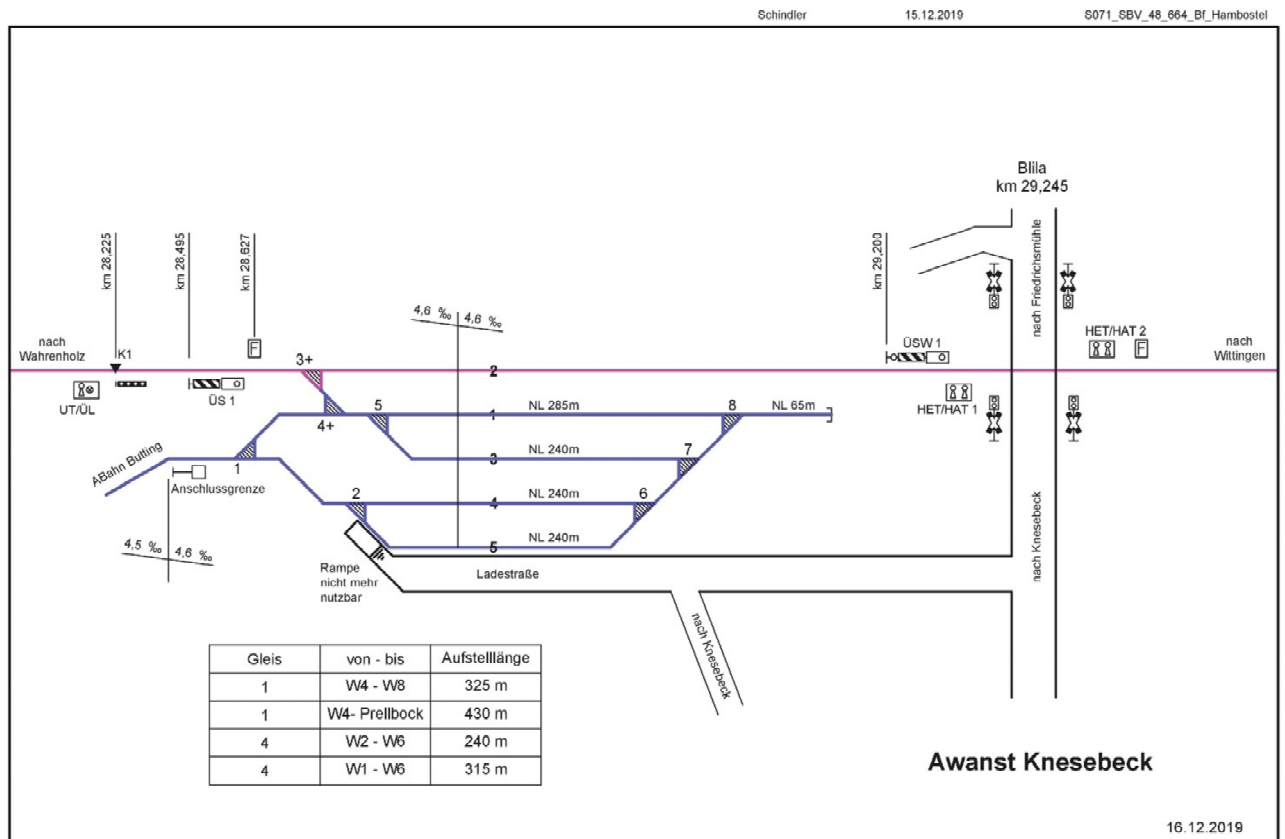 Schindler 15.12.2019 S071_SBV_48_664_Bf_Hambostel
Blila
km 29,245
km 28,225
km 28,495
km 28,627
km 29,200
nach Friedrichsmühle
4,6 ‰ 4,6 ‰
nach
Wahrenholz
K1
F
3+
2
ÜSW 1
HET/HAT 2
F
nach
Wittingen
UT/ÜL
ÜS 1
HET/HAT 1
4+
5
1
NL 285m
8
NL 65m
ABahn Butting
1
3
NL 240m
7
Anschlussgrenze
2
4
NL 240m
6
4,5 ‰ 4,6 ‰
5
NL 240m
Rampe
nicht mehr
nutzbar
Ladestraße
nach Knesebeck
nach Knesebeck
Gleis von - bis Aufstelllänge
1 W4 - W8 325 m
1 W4- Prellbock 430 m
4 W2 - W6 240 m
4 W1 - W6 315 m
Awanst Knesebeck
16.12.2019